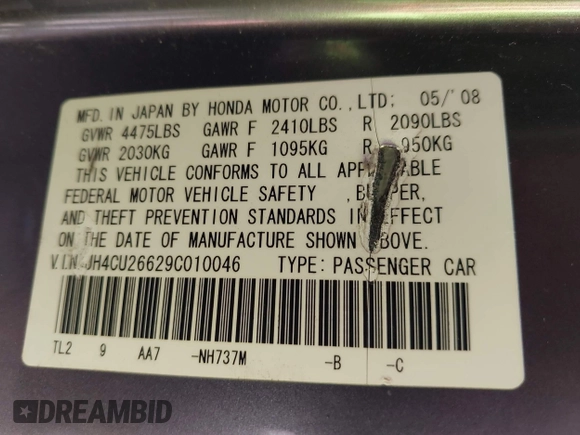 MFD. IN JAPAN BY HONDA MOTOR CO.,LTD; 05/'08
GVWR 4475LBS GAWR F 2410LBS R 2090LBS
GVWR 2030KG GAWR F 1095KG R 950KG
THIS VEHICLE CONFORMS TO ALL
FEDERAL MOTOR VEHICLE SAFETY ,
AND THEFT PREVENTION STANDARDS IN EFFECT
ON THE DATE OF MANUFACTURE SHOWN ABOVE.
V.I.N JH4CU26629C010046 TYPE: PASSENGER CAR
TL2 9 AA7 -NH737M -B -C
DREAMBID